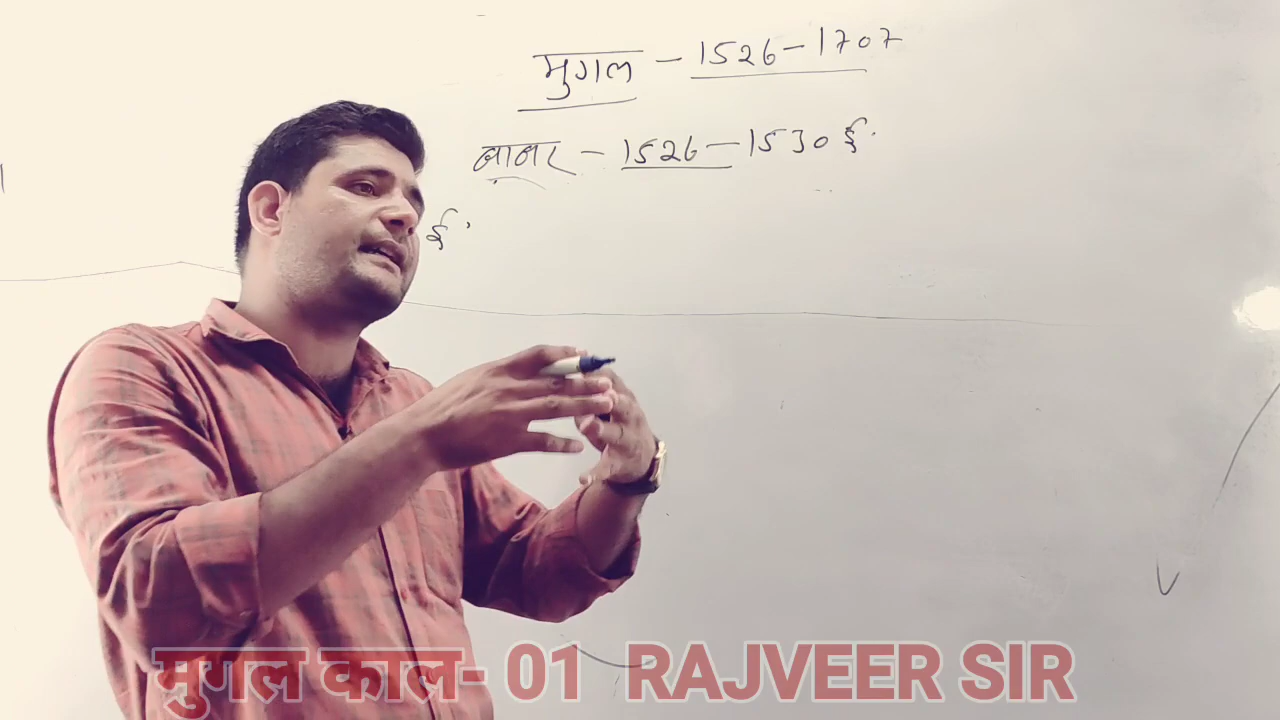 मुगल - 1526-1707
बाबर - 1526-1530 ई.
ई.
मुगल काल- 01 RAJVEER SIR